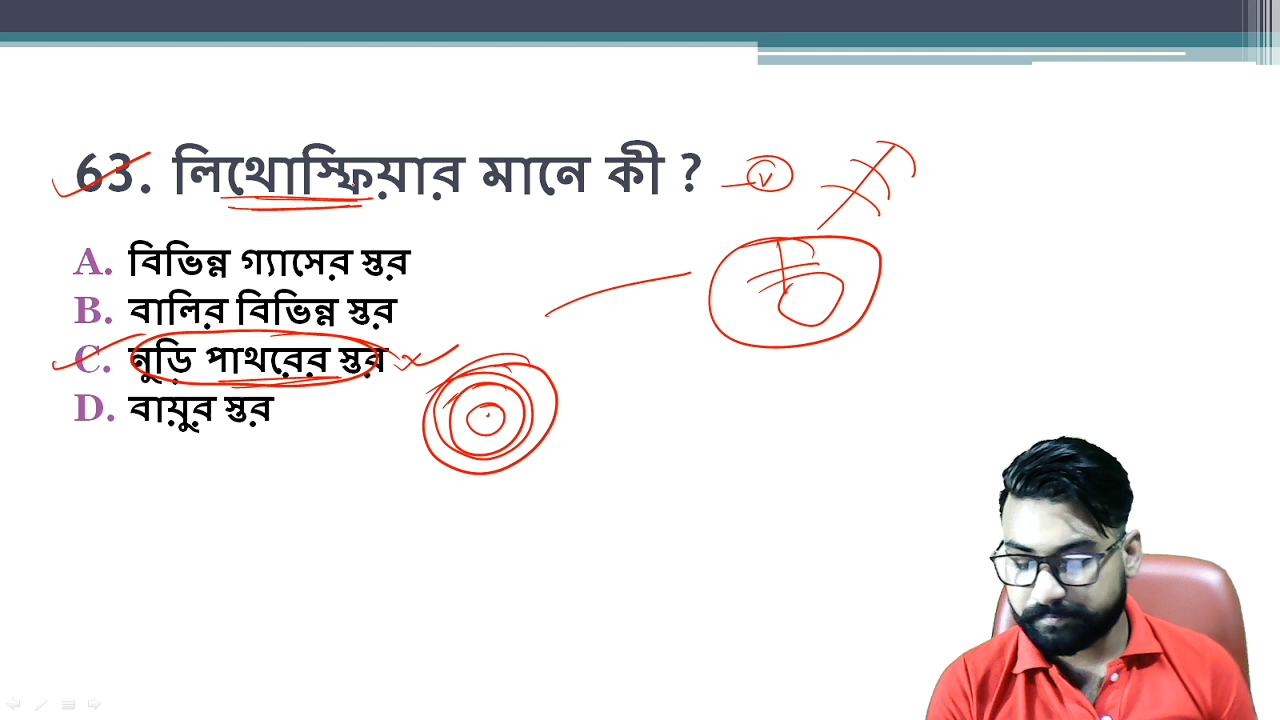 63. লিথোস্ফিয়ার মানে কী ?
A. বিভিন্ন গ্যাসের স্তর
B. বালির বিভিন্ন স্তর
C. নুড়ি পাথরের স্তর
D. বায়ুর স্তর